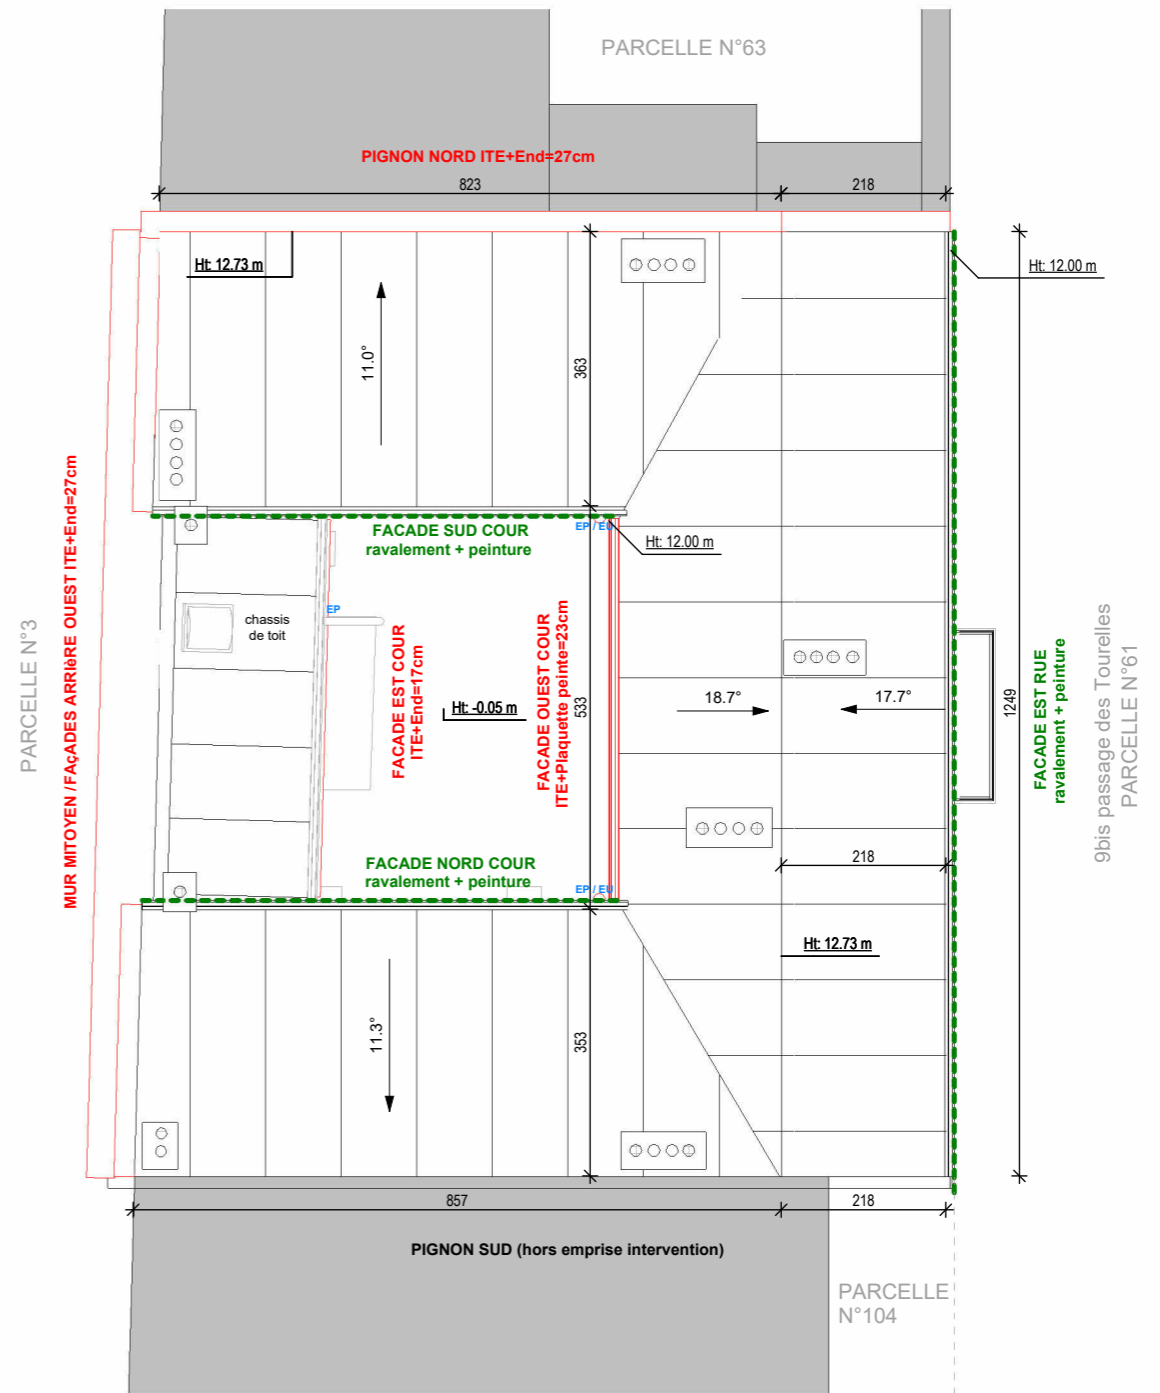 PARCELLE N°63
PIGNON NORD ITE+End=27cm
823
218
Ht: 12.73 m
Ht: 12.00 m
11.0°
363
MUR MITOYEN / FAÇADES ARRIèRE OUEST ITE+End=27cm
FACADE SUD COUR
ravalement + peinture
EP / EU
Ht: 12.00 m
PARCELLE N°3
chassis
de toit
EP
FACADE EST COUR
ITE+End=17cm
Ht: -0.05 m
FACADE OUEST COUR
ITE+Plaquette peinte=23cm
533
18.7°
17.7°
1249
FACADE EST RUE
ravalement + peinture
9bis passage des Tourelles
PARCELLE N°61
FACADE NORD COUR
ravalement + peinture
EP / EU
218
Ht: 12.73 m
11.3°
353
857
218
PIGNON SUD (hors emprise intervention)
PARCELLE
N°104